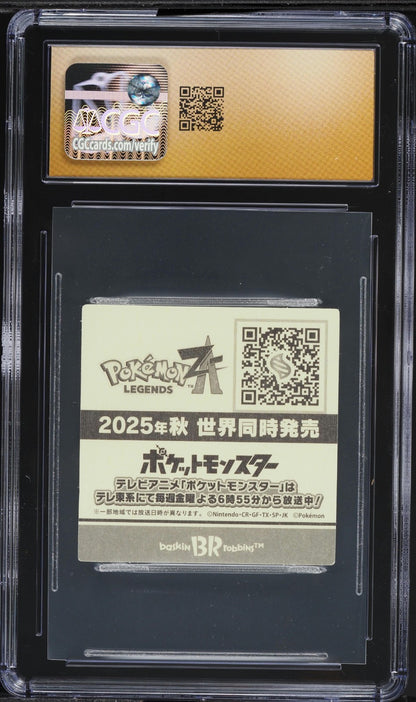 CGC
CGCcards.com/verify
POKÉMON
LEGENDS Z-A
2025年秋 世界同時発売
ポケットモンスター
テレビアニメ「ポケットモンスター」は
テレ東系にて毎週金曜 よる6時55分から放送中!
※一部地域では放送日時が異なります。 ©Nintendo・CR・GF・TX・SP・JK ©Pokémon
baskin BR robbins™